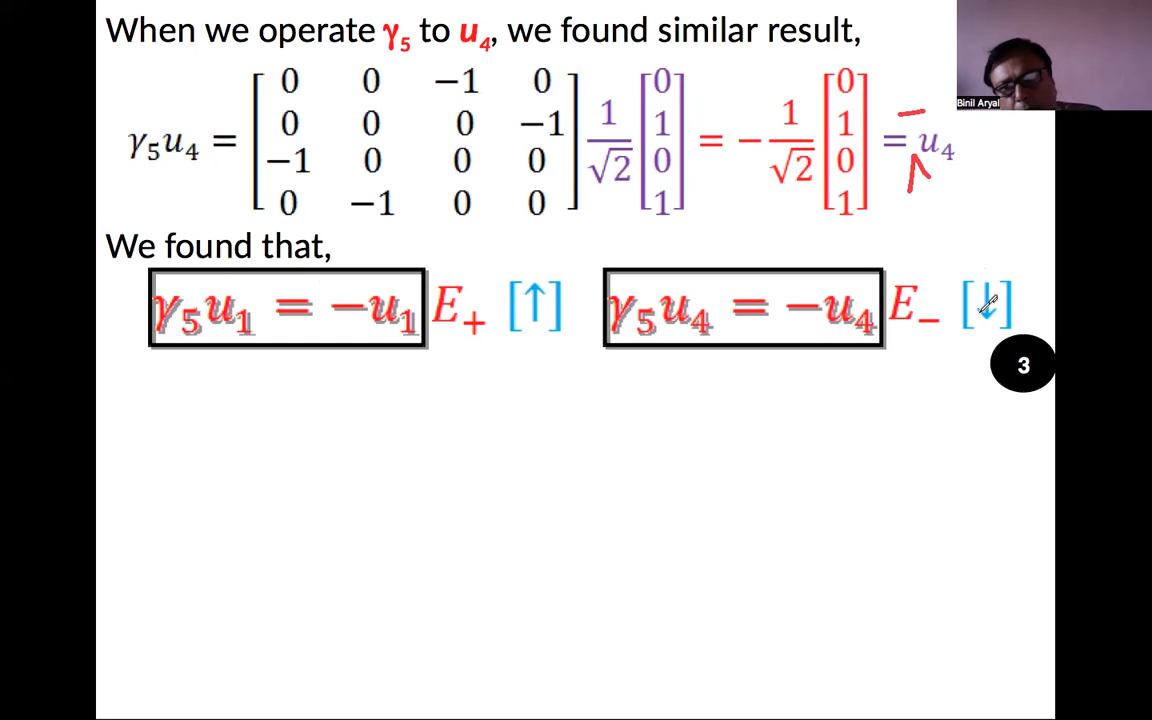 When we operate γ₅ to u₄, we found similar result,
Binil Aryal
γ₅u₄ = [0 0 −1 0; 0 0 0 −1; −1 0 0 0; 0 −1 0 0] 1/√2 [0; 1; 0; 1] = − 1/√2 [0; 1; 0; 1] = − u₄
We found that,
γ₅u₁ = −u₁ E₊ [↑] γ₅u₄ = −u₄ E₋ [↓]
3